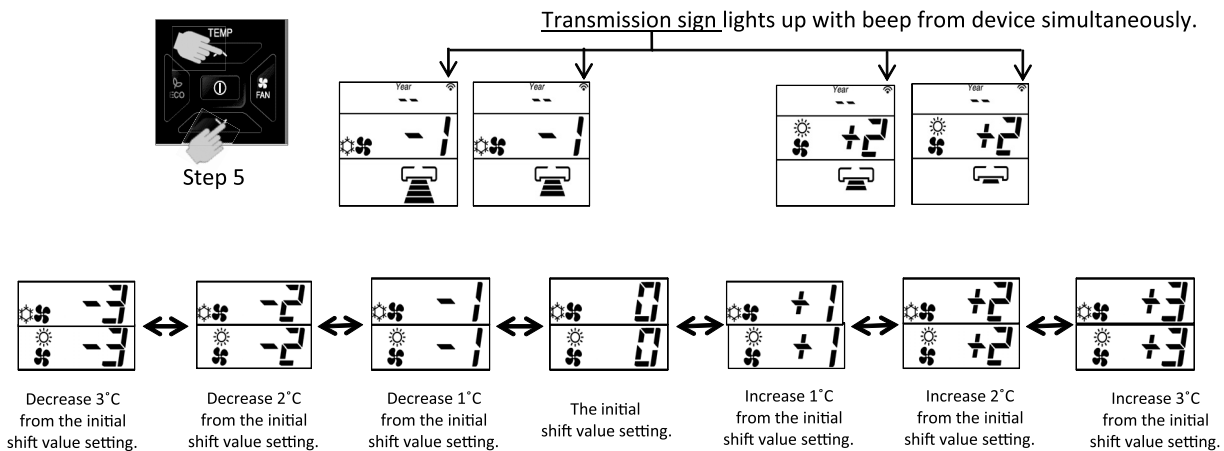 Transmission sign lights up with beep from device simultaneously.
TEMP
ECO
FAN
Step 5
Year
--
-1
Year
--
-1
Year
--
+2
Year
--
+2
-3
-3
-2
-2
-1
-1
0
0
+1
+1
+2
+2
+3
+3
Decrease 3˚C
from the initial
shift value setting.
Decrease 2˚C
from the initial
shift value setting.
Decrease 1˚C
from the initial
shift value setting.
The initial
shift value setting.
Increase 1˚C
from the initial
shift value setting.
Increase 2˚C
from the initial
shift value setting.
Increase 3˚C
from the initial
shift value setting.